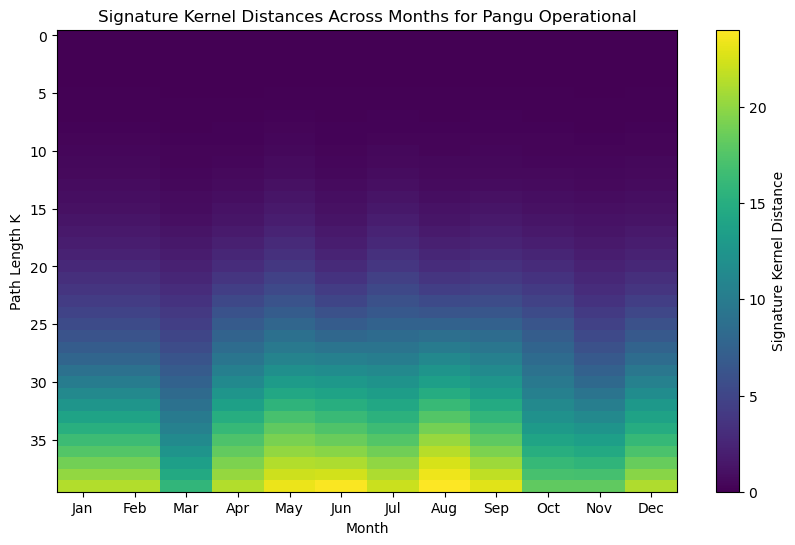 Signature Kernel Distances Across Months for Pangu Operational
0
5
10
15
20
25
30
35
Path Length K
Jan Feb Mar Apr May Jun Jul Aug Sep Oct Nov Dec
Month
20
15
10
5
0
Signature Kernel Distance